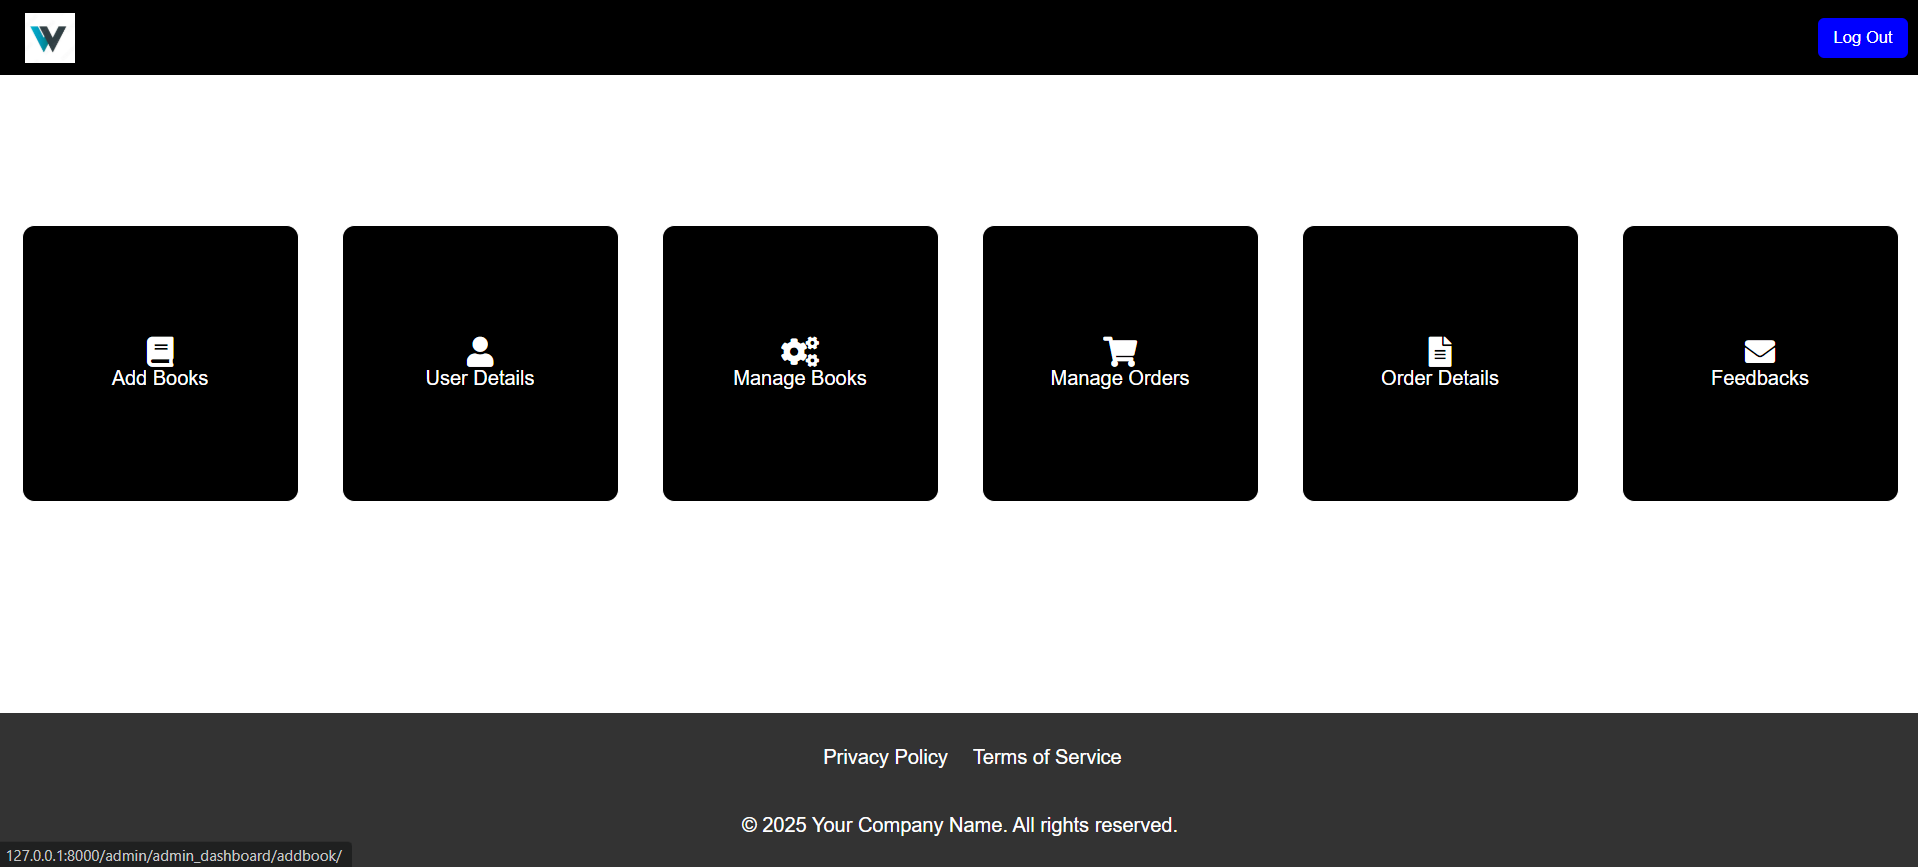 W
Log Out
Add Books
User Details
Manage Books
Manage Orders
Order Details
Feedbacks
Privacy Policy Terms of Service
© 2025 Your Company Name. All rights reserved.
127.0.0.1:8000/admin/admin_dashboard/addbook/